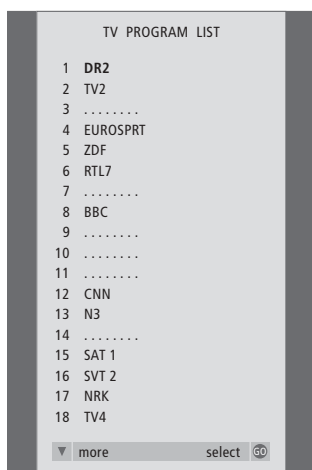 TV PROGRAM LIST
1 DR2
2 TV2
3 . . . . . . . .
4 EUROSPRT
5 ZDF
6 RTL7
7 . . . . . . . .
8 BBC
9 . . . . . . . .
10 . . . . . . . .
11 . . . . . . . .
12 CNN
13 N3
14 . . . . . . . .
15 SAT 1
16 SVT 2
17 NRK
18 TV4
▼ more select GO